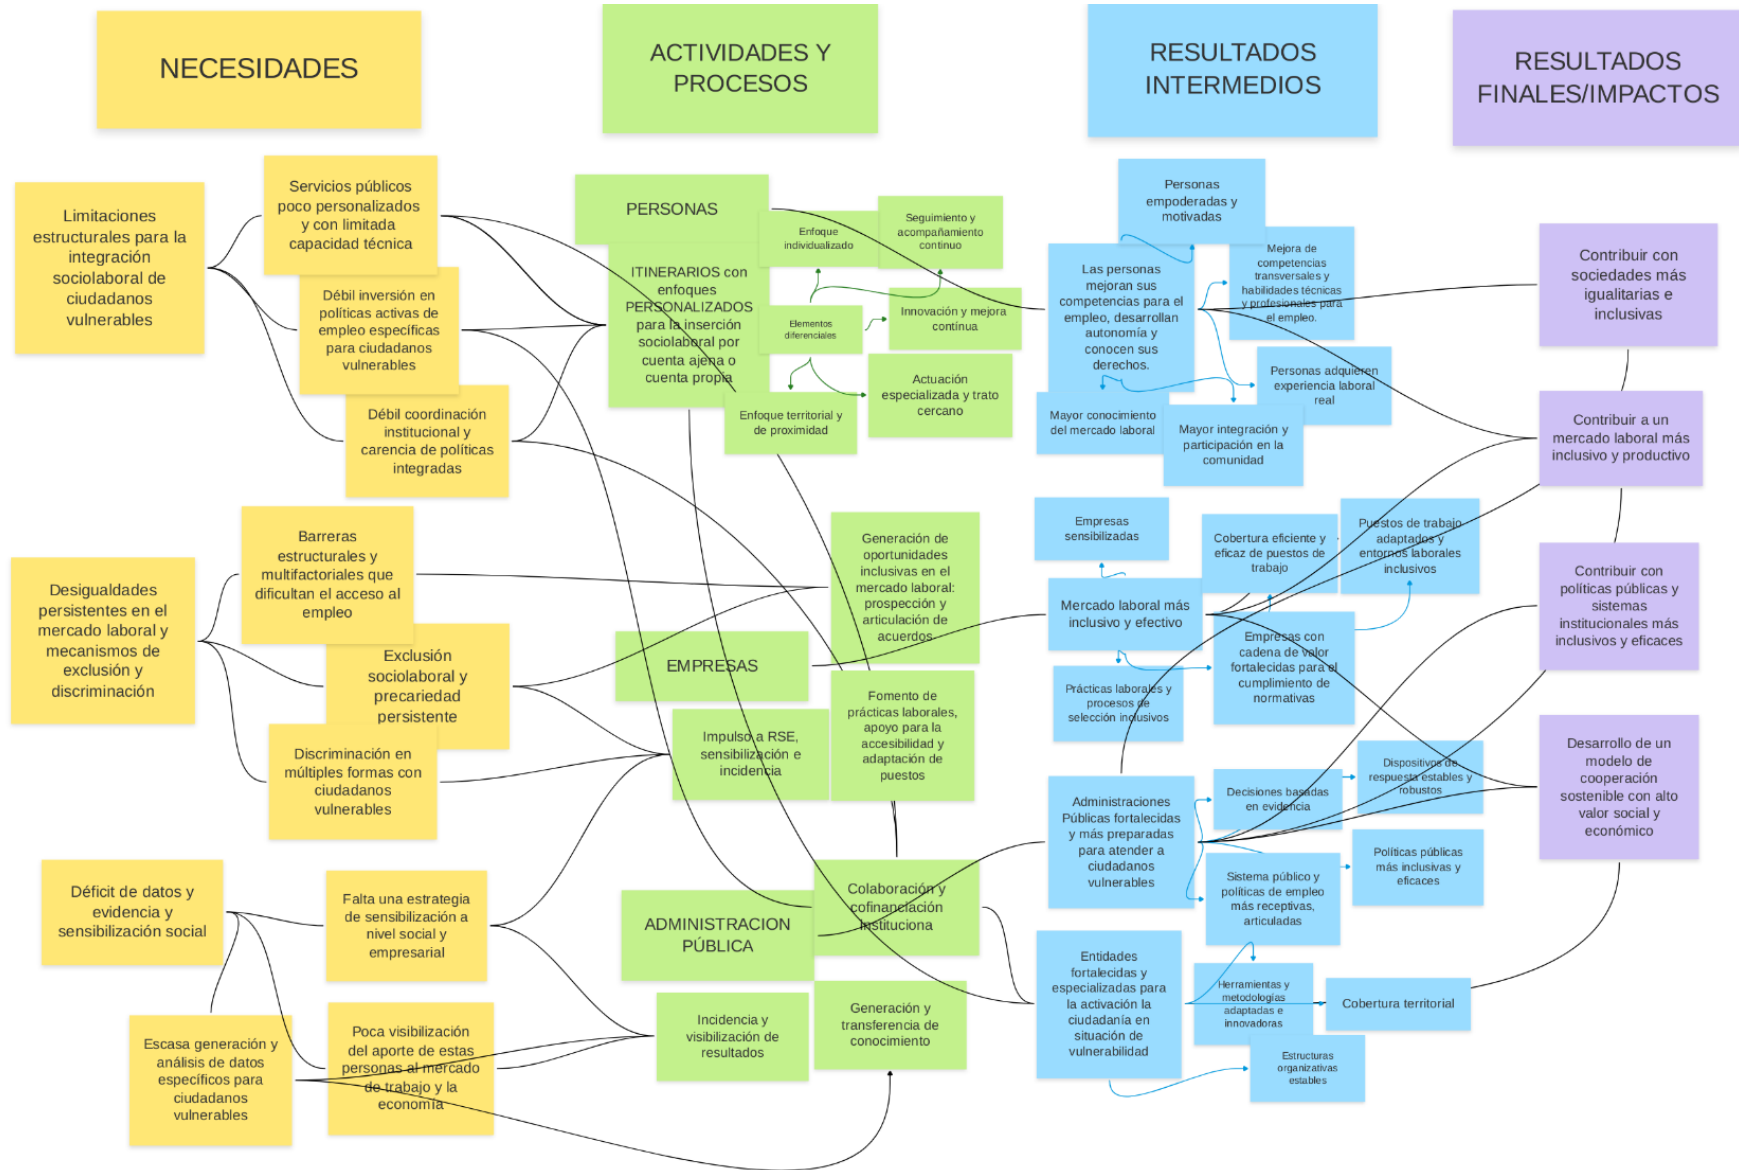 NECESIDADES
ACTIVIDADES Y
PROCESOS
RESULTADOS
INTERMEDIOS
RESULTADOS
FINALES/IMPACTOS
Limitaciones
estructurales para la
integración
sociolaboral de
ciudadanos
vulnerables
Servicios públicos
poco personalizados
y con limitada
capacidad técnica
Débil inversión en
políticas activas de
empleo específicas
para ciudadanos
vulnerables
Débil coordinación
institucional y
carencia de políticas
integradas
Desigualdades
persistentes en el
mercado laboral y
mecanismos de
exclusión y
discriminación
Barreras
estructurales y
multifactoriales que
dificultan el acceso al
empleo
Exclusión
sociolaboral y
precariedad
persistente
Discriminación en
múltiples formas con
ciudadanos
vulnerables
Déficit de datos y
evidencia y
sensibilización social
Falta una estrategia
de sensibilización a
nivel social y
empresarial
Escasa generación y
análisis de datos
específicos para
ciudadanos
vulnerables
Poca visibilización
del aporte de estas
personas al mercado
de trabajo y la
economía
PERSONAS
ITINERARIOS con
enfoques
PERSONALIZADOS
para la inserción
sociolaboral por
cuenta ajena o
cuenta propia
Enfoque
individualizado
Seguimiento y
acompañamiento
continuo
Elementos
diferenciales
Innovación y mejora
contínua
Actuación
especializada y trato
cercano
Enfoque territorial y
de proximidad
Generación de
oportunidades
inclusivas en el
mercado laboral:
prospección y
articulación de
acuerdos
EMPRESAS
Impulso a RSE,
sensibilización e
incidencia
Fomento de
prácticas laborales,
apoyo para la
accesibilidad y
adaptación de
puestos
ADMINISTRACION
PÚBLICA
Colaboración y
cofinanciación
Instituciona
Incidencia y
visibilización de
resultados
Generación y
transferencia de
conocimiento
Personas
empoderadas y
motivadas
Las personas
mejoran sus
competencias para el
empleo, desarrollan
autonomía y
conocen sus
derechos.
Mejora de
competencias
transversales y
habilidades técnicas
y profesionales para
el empleo.
Personas adquieren
experiencia laboral
real
Mayor conocimiento
del mercado laboral
Mayor integración y
participación en la
comunidad
Empresas
sensibilizadas
Cobertura eficiente y
eficaz de puestos de
trabajo
Puestos de trabajo
adaptados y
entornos laborales
inclusivos
Mercado laboral más
inclusivo y efectivo
Empresas con
cadena de valor
fortalecidas para el
cumplimiento de
normativas
Prácticas laborales y
procesos de
selección inclusivos
Administraciones
Públicas fortalecidas
y más preparadas
para atender a
ciudadanos
vulnerables
Decisiones basadas
en evidencia
Dispositivos de
respuesta estables y
robustos
Políticas públicas
más inclusivas y
eficaces
Sistema público y
políticas de empleo
más receptivas,
articuladas
Entidades
fortalecidas y
especializadas para
la activación la
ciudadanía en
situación de
vulnerabilidad
Herramientas y
metodologías
adaptadas e
innovadoras
Cobertura territorial
Estructuras
organizativas
estables
Contribuir con
sociedades más
igualitarias e
inclusivas
Contribuir a un
mercado laboral más
inclusivo y productivo
Contribuir con
políticas públicas y
sistemas
institucionales más
inclusivos y eficaces
Desarrollo de un
modelo de
cooperación
sostenible con alto
valor social y
económico